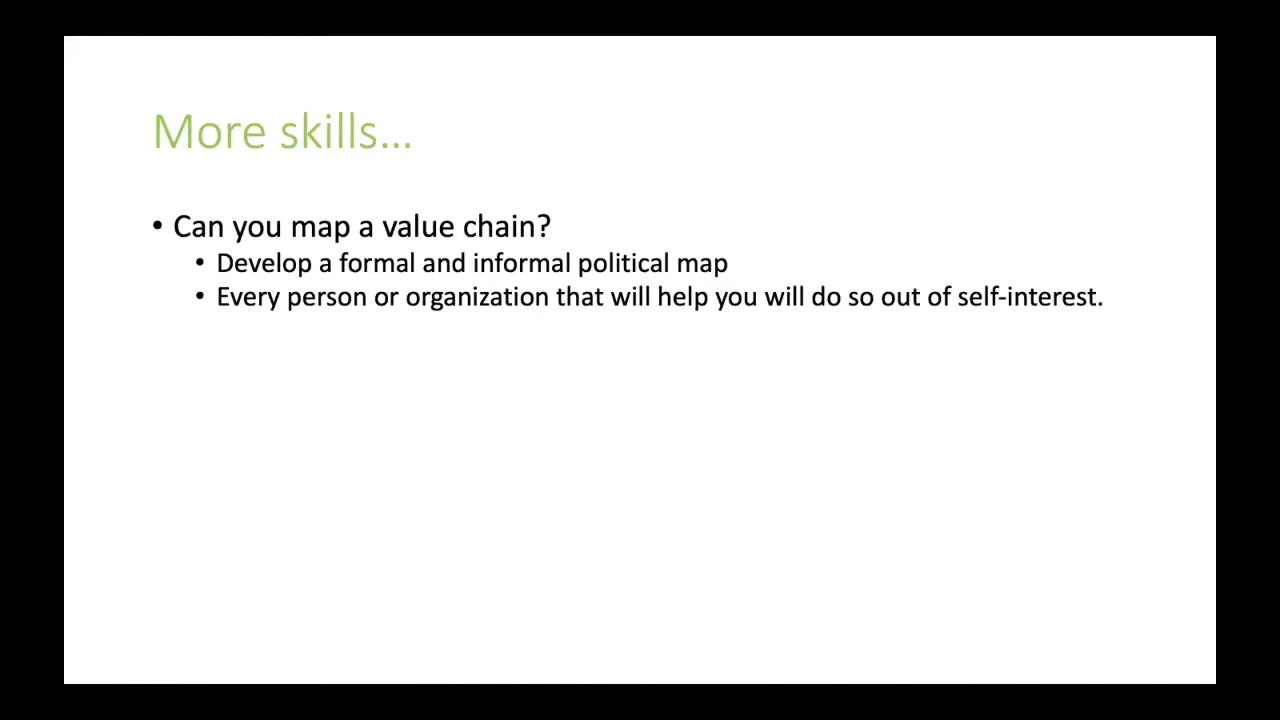 More skills...
• Can you map a value chain?
• Develop a formal and informal political map
• Every person or organization that will help you will do so out of self-interest.